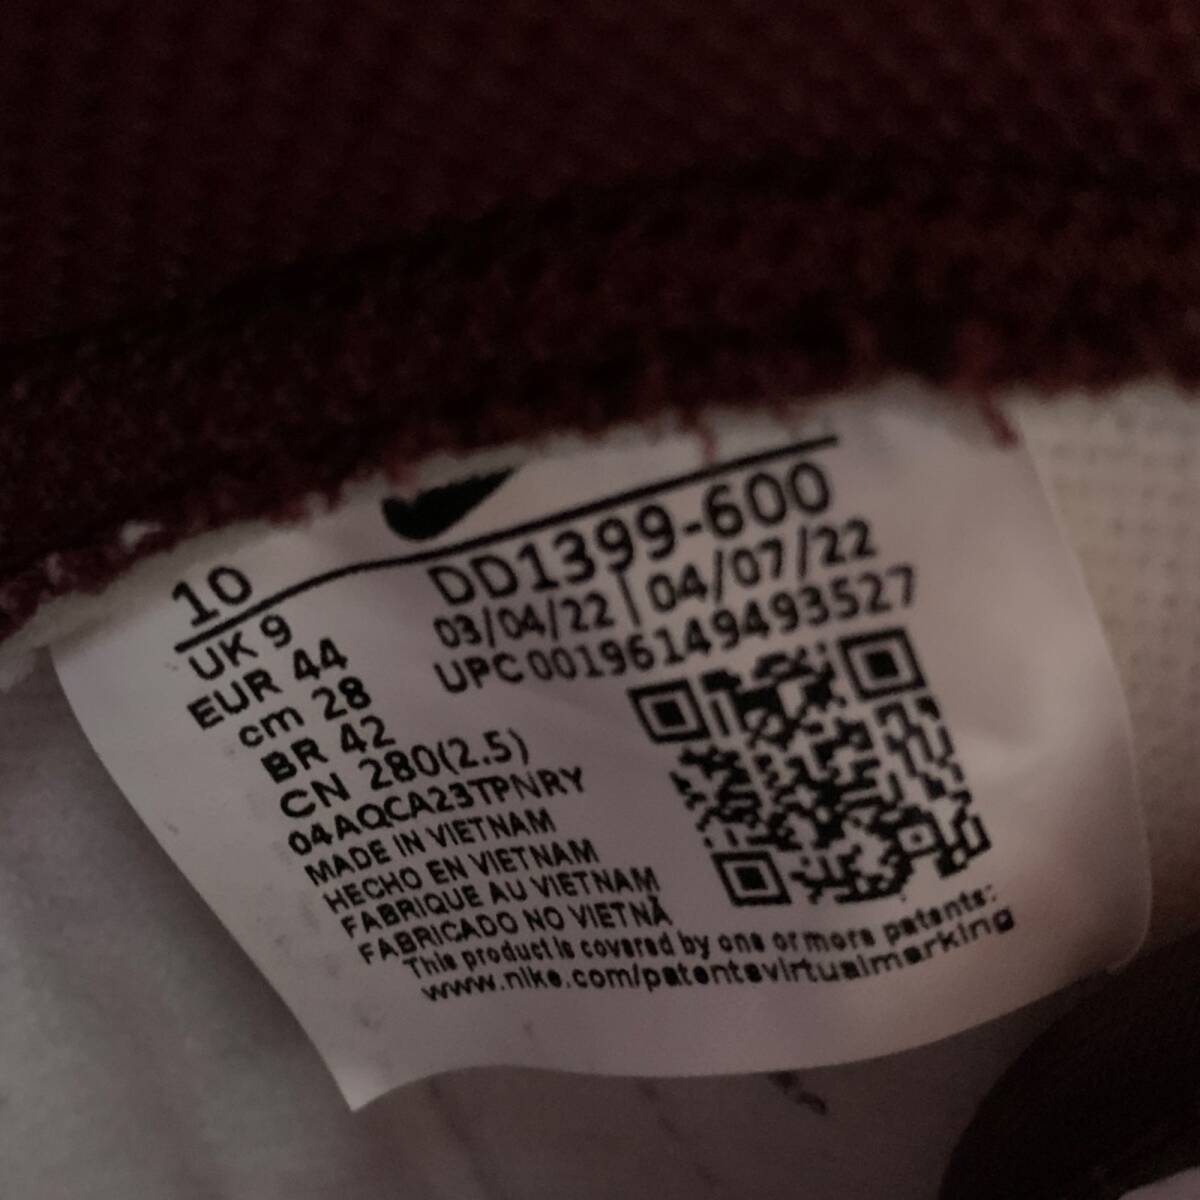 10
DD1399-600
UK 9
03/04/22 | 04/07/22
EUR 44
UPC 00196149493527
cm 28
BR 42
CN 280(2.5)
04AQCA23TPNRY
MADE IN VIETNAM
HECHO EN VIETNAM
FABRIQUE AU VIETNAM
FABRICADO NO VIETNÃ
This product is covered by one or more patents:
www.nike.com/patentsvirtualmarking